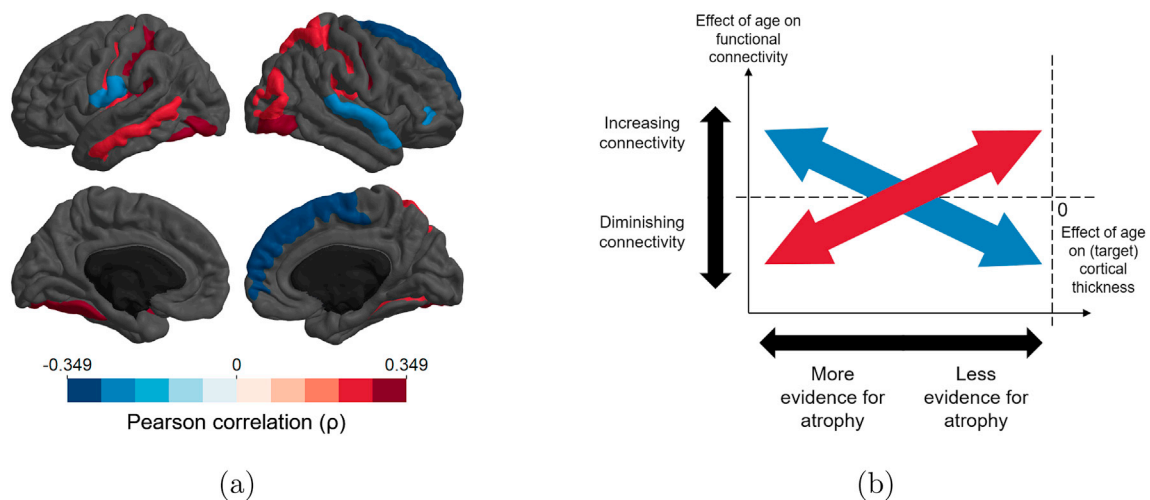 -0.349 0 0.349
Pearson correlation (ρ)
(a)
Effect of age on
functional
connectivity
Increasing
connectivity
Diminishing
connectivity
0
Effect of age
on (target)
cortical
thickness
More
evidence for
atrophy
Less
evidence for
atrophy
(b)